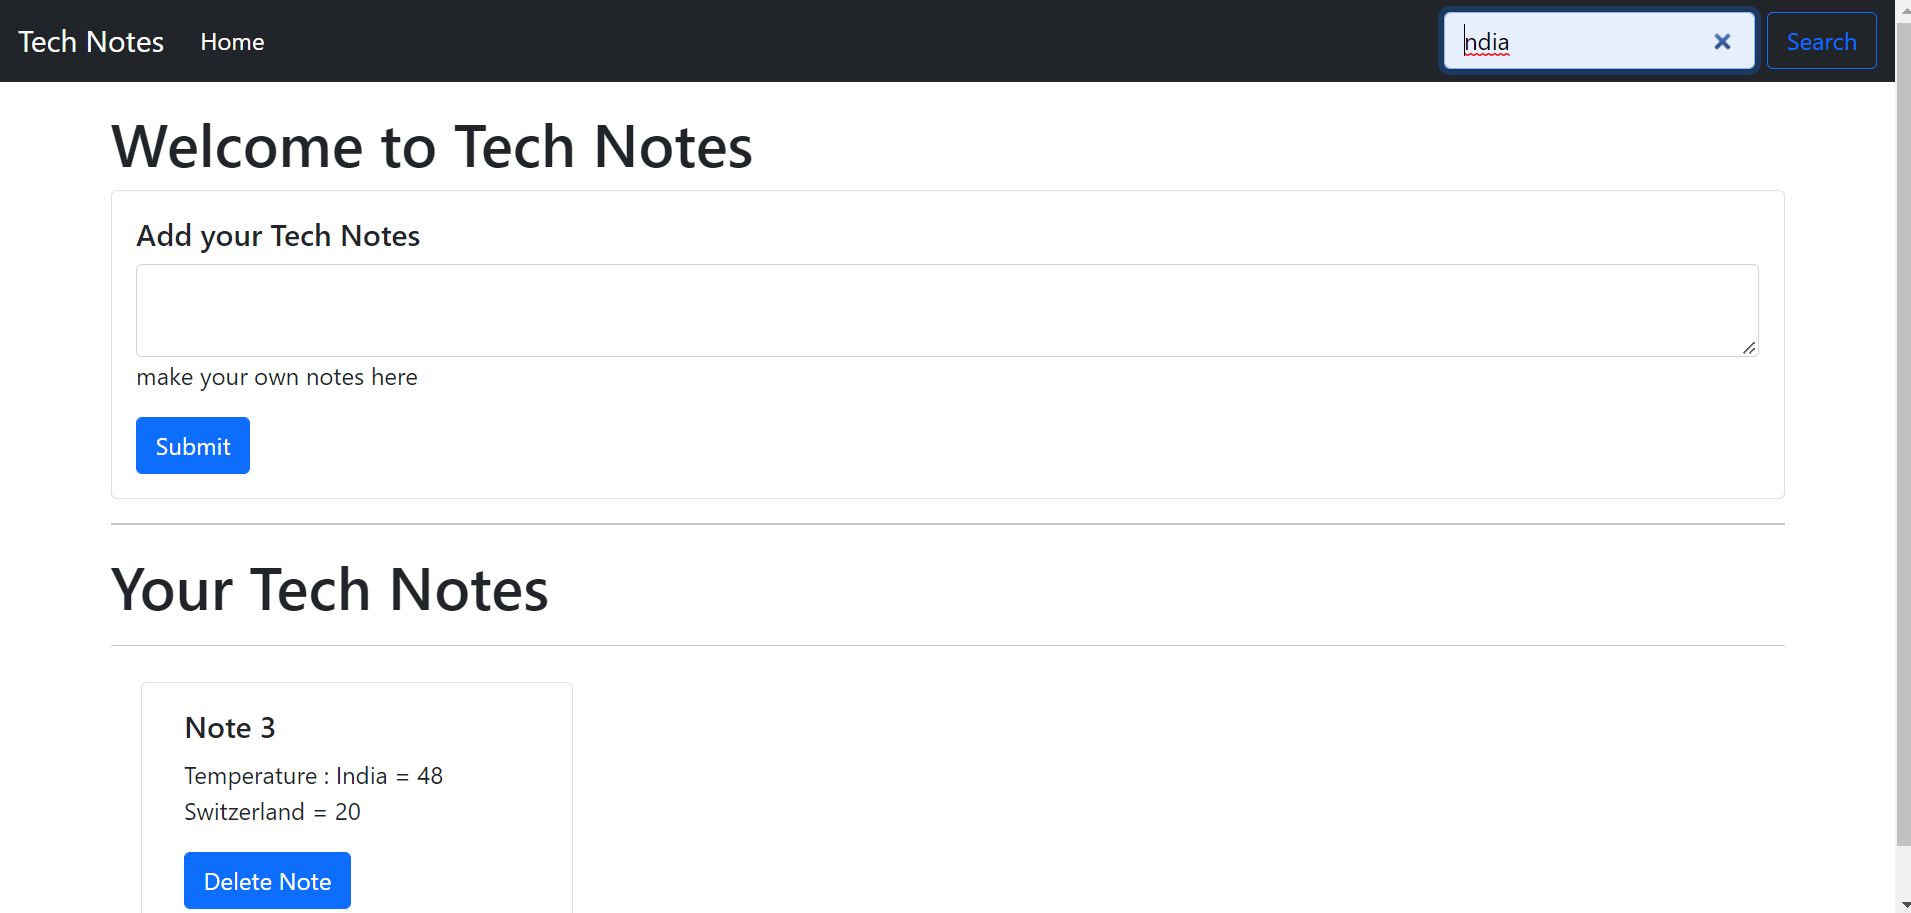 Tech Notes Home ndia Search
Welcome to Tech Notes
Add your Tech Notes
make your own notes here
Submit
Your Tech Notes
Note 3
Temperature : India = 48
Switzerland = 20
Delete Note